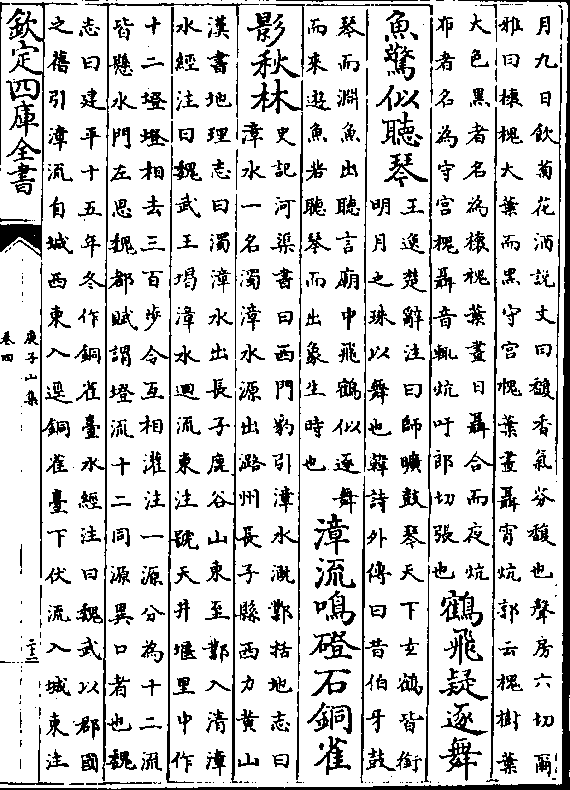 月九日飲菊花酒說文曰馥香氣芬馥也聲房六切爾
雅曰櫰槐大葉而黑守宫槐葉晝聶宵炕郭云槐樹葉
大色黑者名為櫰槐葉晝日聶合而夜炕
布者名為守宫槐聶音輒炕吁郎切張也
鶴飛疑逐舞
魚驚似聽琴
王逸楚辭注曰師曠鼓琴天下玄鶴皆銜
明月之珠以舞也韓詩外傳曰昔伯牙鼓
琴而淵魚出聽言廟中飛鶴似逐舞
而來遊魚若聽琴而出象生時也
漳流鳴磴石銅雀
影秋林
史記河渠書曰西門豹引漳水溉鄴括地志曰
漳水一名濁漳水源出潞州長子縣西力黄山
漢書地理志曰濁漳水出長子鹿谷山東至鄴入清漳
水經注曰魏武王堨漳水迴流東注號天井堰里中作
十二墱墱相去三百步令互相灌注一源分為十二流
皆懸水門左思魏都賦謂墱流十二同源異口者也魏
志曰建平十五年冬作銅雀臺水經注曰魏武以郡國
之舊引漳流自城西東入逕銅雀臺下伏流入城東注
欽定四庫全書
庾子山集
卷四